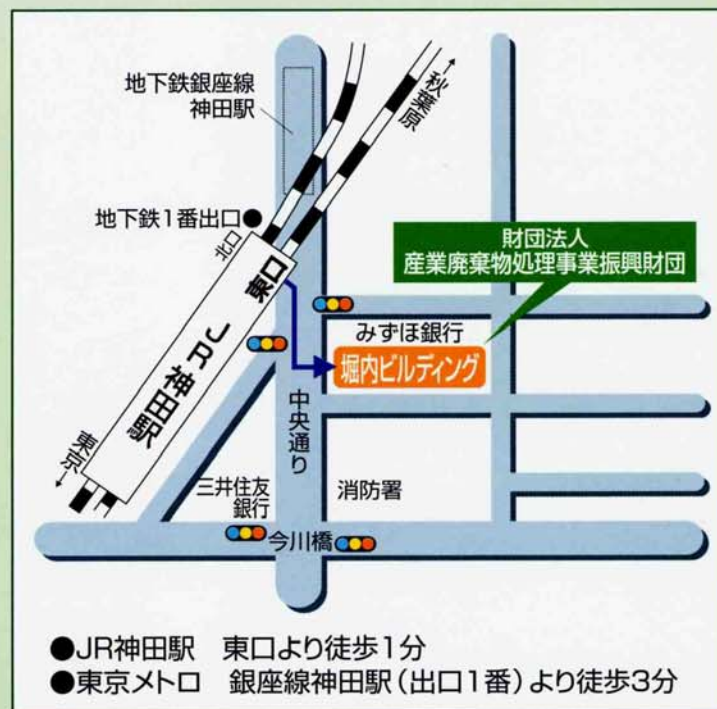 地下鉄銀座線
神田駅
↑秋葉原
地下鉄1番出口●
北口
東口
財団法人
産業廃棄物処理事業振興財団
JR神田駅
みずほ銀行
堀内ビルディング
中央通り
東京↓
三井住友
銀行
消防署
今川橋
●JR神田駅 東口より徒歩1分
●東京メトロ 銀座線神田駅(出口1番)より徒歩3分